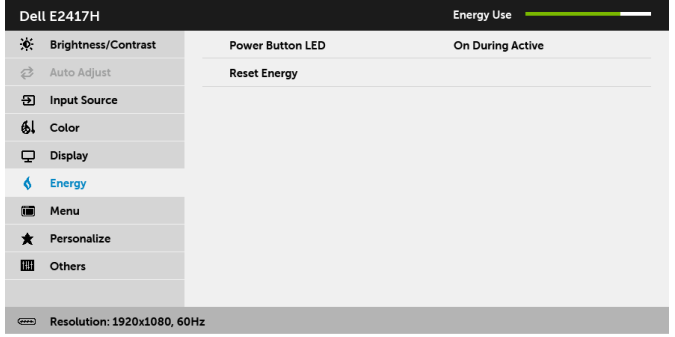 Dell E2417H Energy Use
Brightness/Contrast Power Button LED On During Active
Auto Adjust Reset Energy
Input Source
Color
Display
Energy
Menu
Personalize
Others
Resolution: 1920x1080, 60Hz